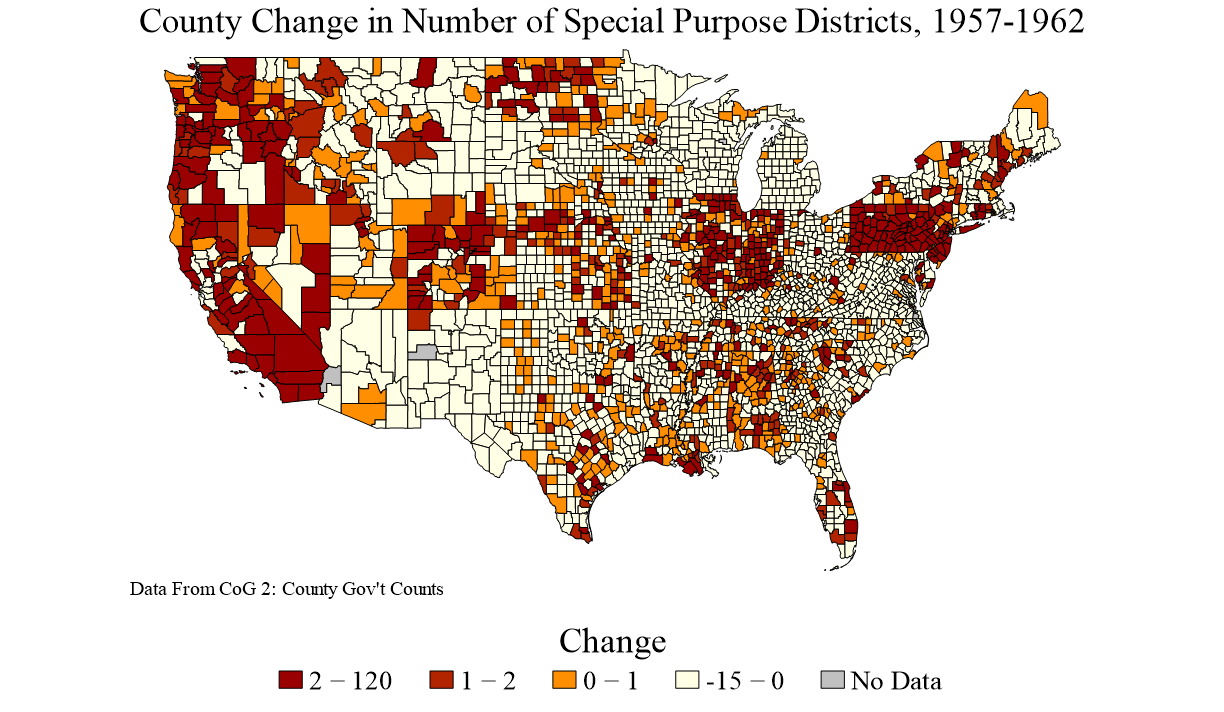 County Change in Number of Special Purpose Districts, 1957-1962
Data From CoG 2: County Gov't Counts
Change
2 − 120 1 − 2 0 − 1 -15 − 0 No Data